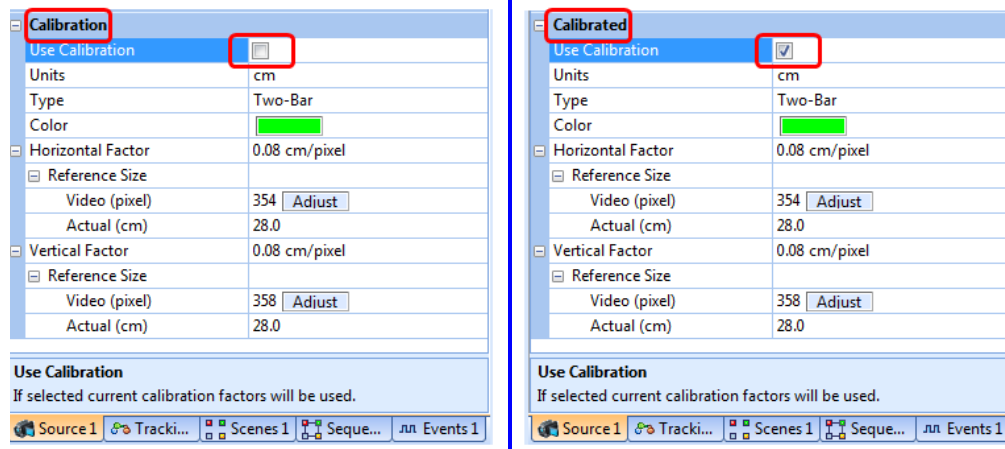 Calibration
Use Calibration
Units cm
Type Two-Bar
Color
Horizontal Factor 0.08 cm/pixel
Reference Size
Video (pixel) 354 Adjust
Actual (cm) 28.0
Vertical Factor 0.08 cm/pixel
Reference Size
Video (pixel) 358 Adjust
Actual (cm) 28.0
Use Calibration
If selected current calibration factors will be used.
Source 1 Tracki... Scenes 1 Seque... Events 1
Calibrated
Use Calibration
Units cm
Type Two-Bar
Color
Horizontal Factor 0.08 cm/pixel
Reference Size
Video (pixel) 354 Adjust
Actual (cm) 28.0
Vertical Factor 0.08 cm/pixel
Reference Size
Video (pixel) 358 Adjust
Actual (cm) 28.0
Use Calibration
If selected current calibration factors will be used.
Source 1 Tracki... Scenes 1 Seque... Events 1